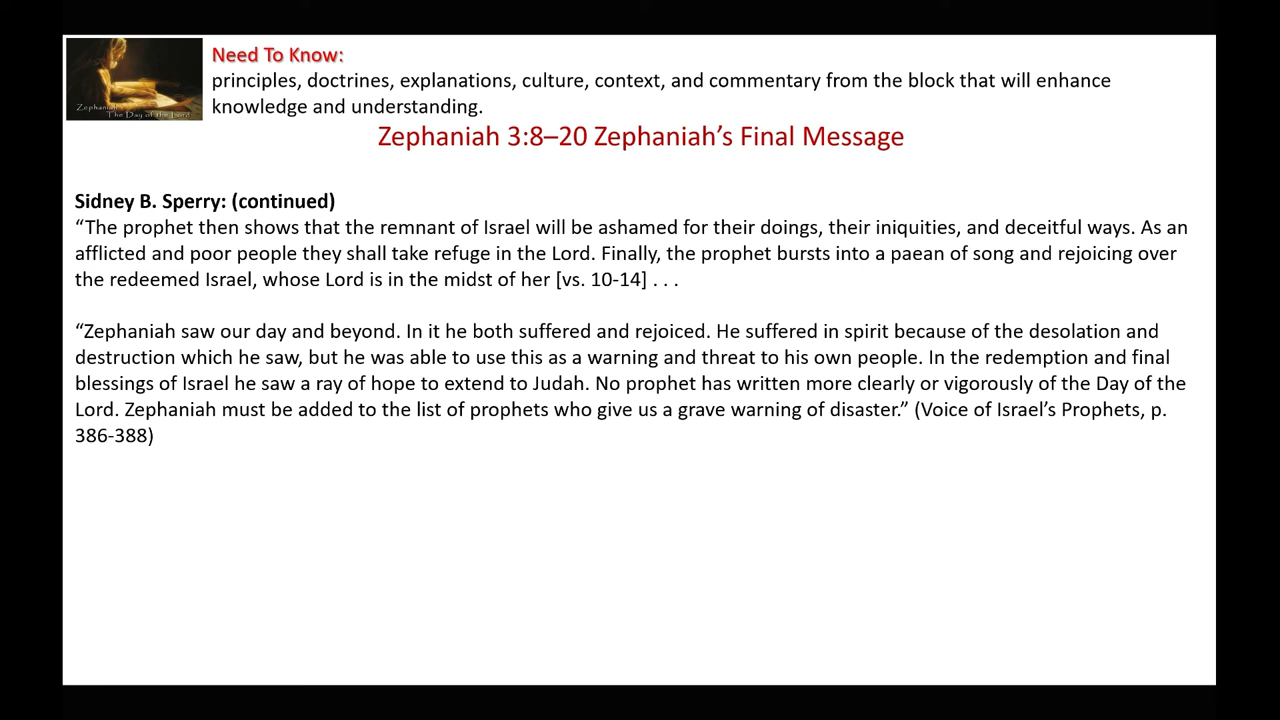 Need To Know:
principles, doctrines, explanations, culture, context, and commentary from the block that will enhance
knowledge and understanding.
Zephaniah
The Day of the Lord
Zephaniah 3:8–20 Zephaniah’s Final Message
Sidney B. Sperry: (continued)
“The prophet then shows that the remnant of Israel will be ashamed for their doings, their iniquities, and deceitful ways. As an
afflicted and poor people they shall take refuge in the Lord. Finally, the prophet bursts into a paean of song and rejoicing over
the redeemed Israel, whose Lord is in the midst of her [vs. 10-14] . . .
“Zephaniah saw our day and beyond. In it he both suffered and rejoiced. He suffered in spirit because of the desolation and
destruction which he saw, but he was able to use this as a warning and threat to his own people. In the redemption and final
blessings of Israel he saw a ray of hope to extend to Judah. No prophet has written more clearly or vigorously of the Day of the
Lord. Zephaniah must be added to the list of prophets who give us a grave warning of disaster.” (Voice of Israel’s Prophets, p.
386-388)